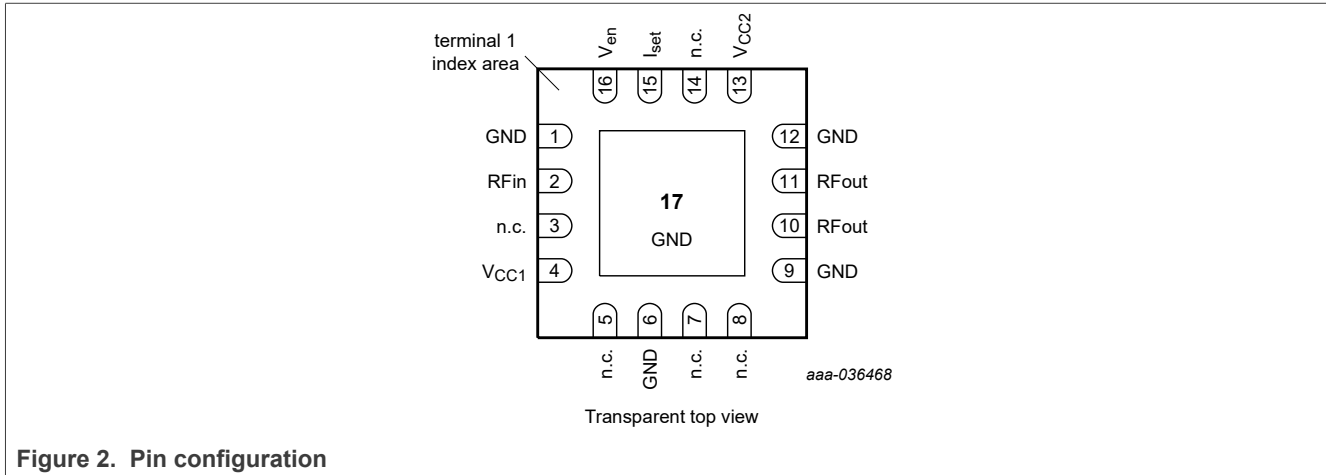 terminal 1
index area
Ven
Iset
n.c.
VCC2
16
15
14
13
GND 1
12 GND
RFin 2
11 RFout
n.c. 3
10 RFout
VCC1 4
9 GND
17
GND
5
6
7
8
n.c.
GND
n.c.
n.c.
aaa-036468
Transparent top view
Figure 2. Pin configuration